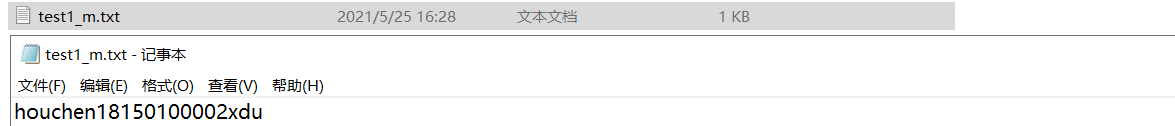 test1_m.txt 2021/5/25 16:28 文本文档 1 KB
test1_m.txt - 记事本
文件(F) 编辑(E) 格式(O) 查看(V) 帮助(H)
houchen18150100002xdu